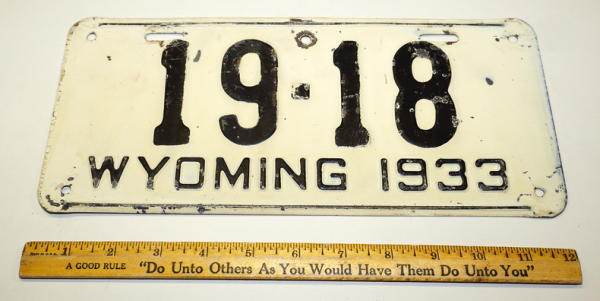 19-18
WYOMING 1933
1 2 3 4 5 6 7 8 9 10 11 12
A GOOD RULE "Do Unto Others As You Would Have Them Do Unto You"